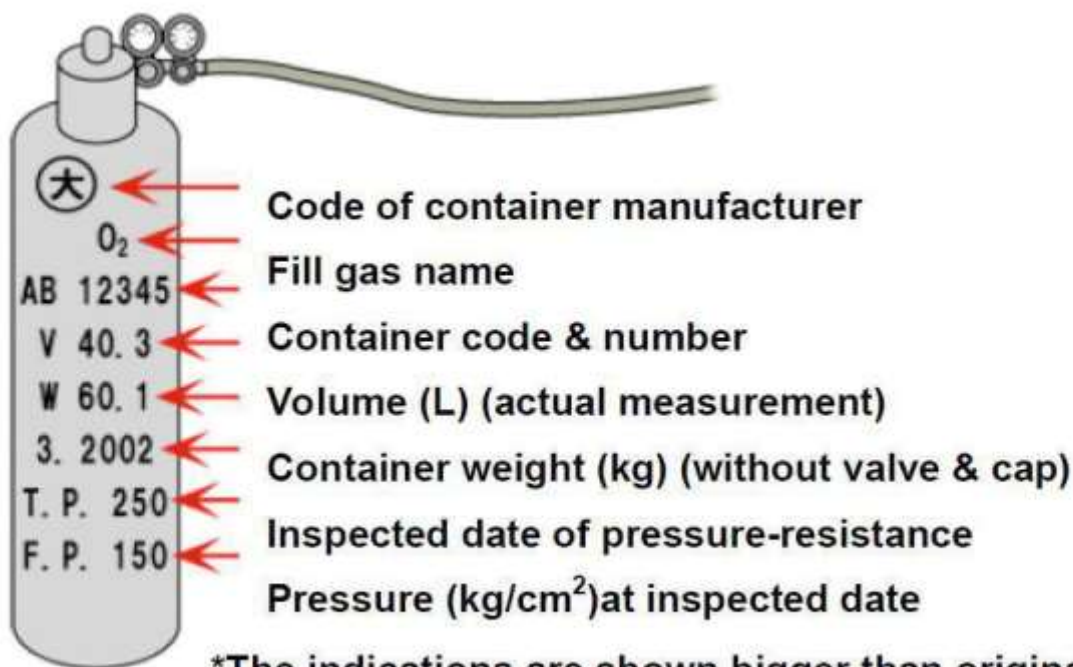 大
Code of container manufacturer
O₂
Fill gas name
AB 12345
Container code & number
V 40.3
Volume (L) (actual measurement)
W 60.1
Container weight (kg) (without valve & cap)
3. 2002
Inspected date of pressure-resistance
T. P. 250
Pressure (kg/cm²)at inspected date
F. P. 150
*The indications are shown bigger than origin